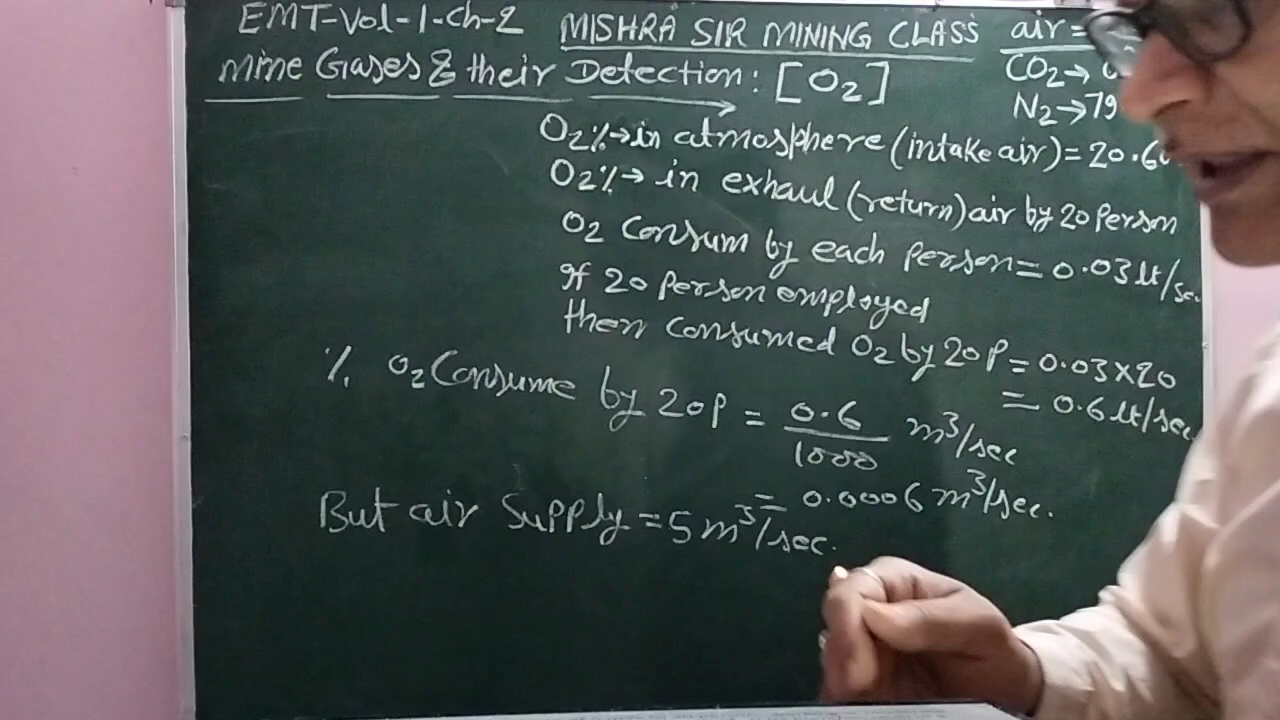 EMT-Vol-1-Ch-2 MISHRA SIR MINING CLASS air=
Mine Gases & their Detection: [O2]
CO2→
N2→79
O2%→in atmosphere (intake air)=20.6
O2%→ in exhaul (return) air by 20 Person
O2 Consum by each person=0.03 lt/sec.
If 20 Person employed
then consumed O2 by 20P=0.03×20
= 0.6 lt/sec
% O2 Consume by 20P = 0.6/1000 m³/sec
= 0.0006 m³/sec.
But air Supply = 5 m³/sec.